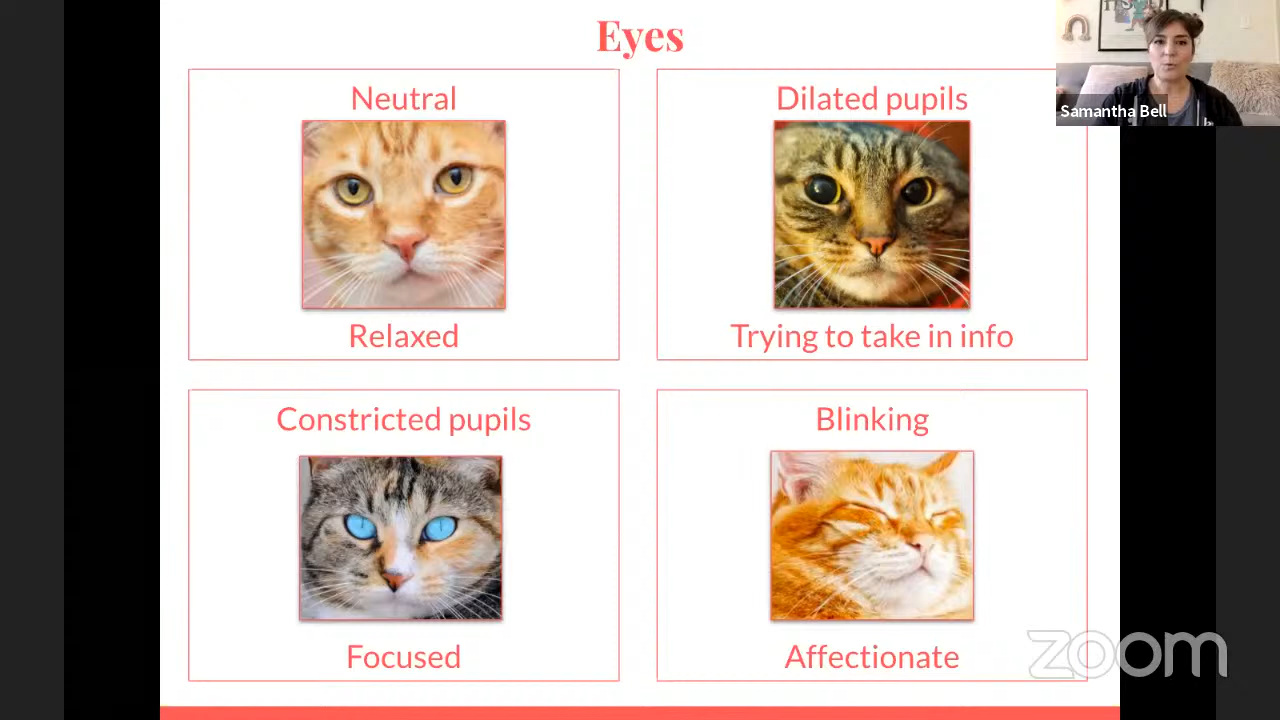 Eyes
Neutral
Relaxed
Dilated pupils
Trying to take in info
Constricted pupils
Focused
Blinking
Affectionate
Samantha Bell
zoom